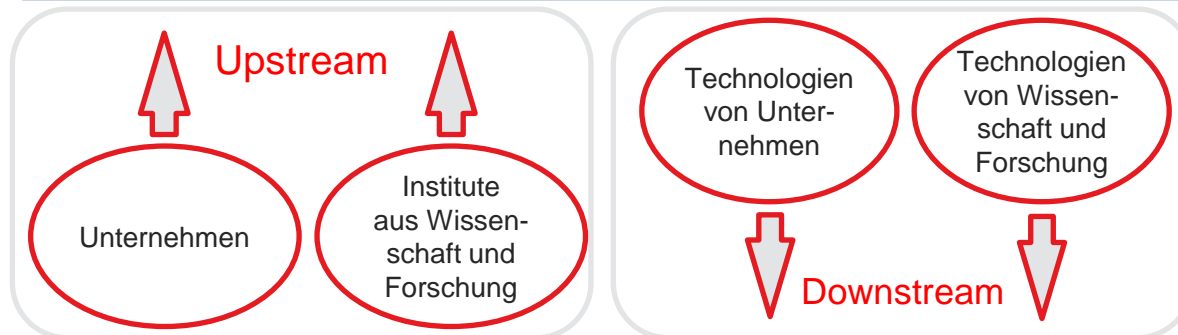 Upstream
Unternehmen
Institute
aus Wissen-
schaft und
Forschung
Technologien
von Unter-
nehmen
Technologien
von Wissen-
schaft und
Forschung
Downstream